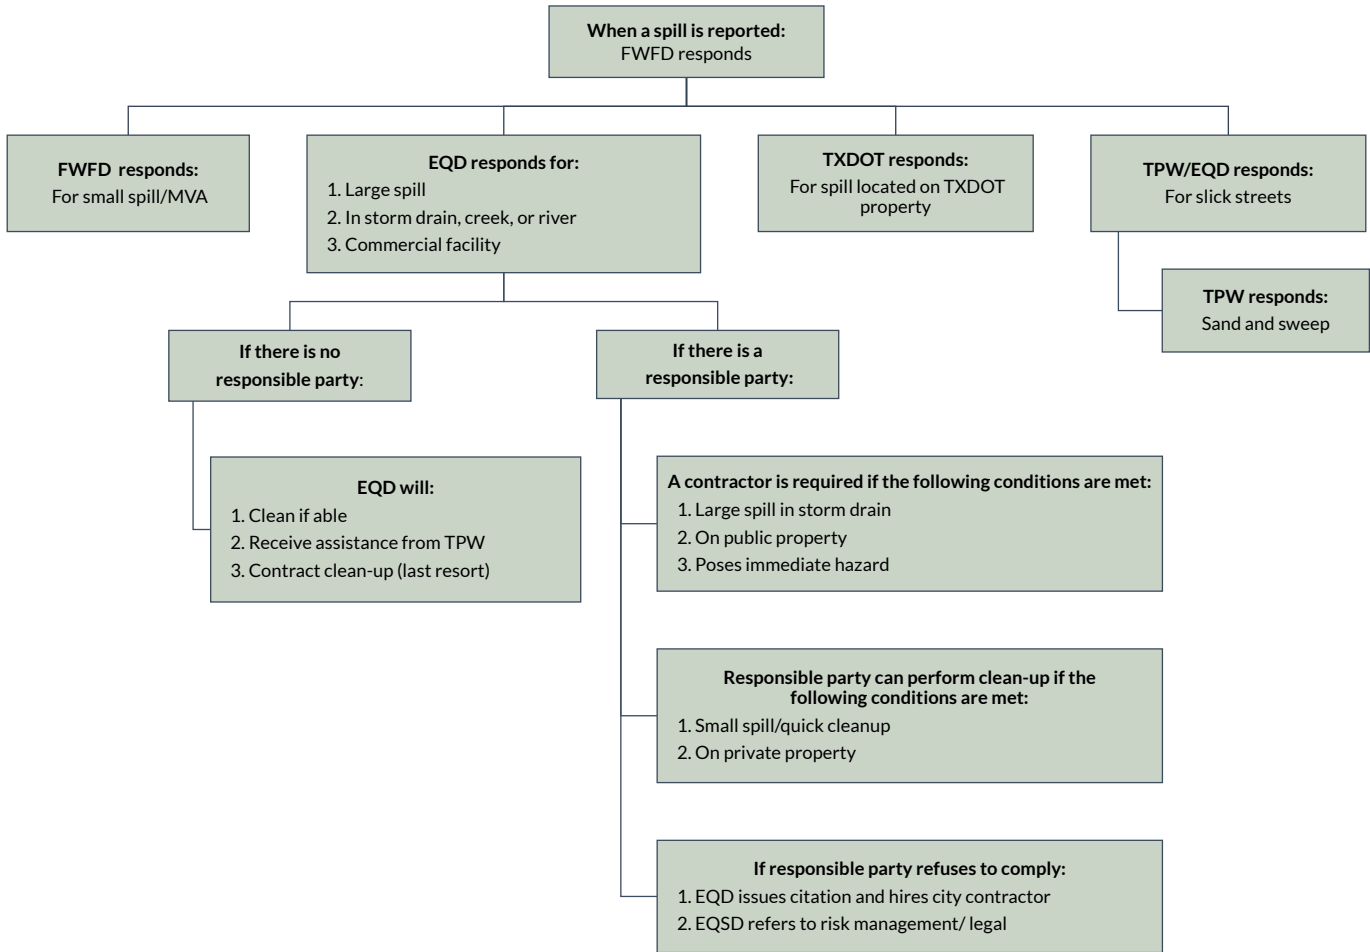 When a spill is reported:
FWFD responds
FWFD responds:
For small spill/MVA
EQD responds for:
1. Large spill
2. In storm drain, creek, or river
3. Commercial facility
TXDOT responds:
For spill located on TXDOT
property
TPW/EQD responds:
For slick streets
TPW responds:
Sand and sweep
If there is no
responsible party:
EQD will:
1. Clean if able
2. Receive assistance from TPW
3. Contract clean-up (last resort)
If there is a
responsible party:
A contractor is required if the following conditions are met:
1. Large spill in storm drain
2. On public property
3. Poses immediate hazard
Responsible party can perform clean-up if the
following conditions are met:
1. Small spill/quick cleanup
2. On private property
If responsible party refuses to comply:
1. EQD issues citation and hires city contractor
2. EQSD refers to risk management/ legal